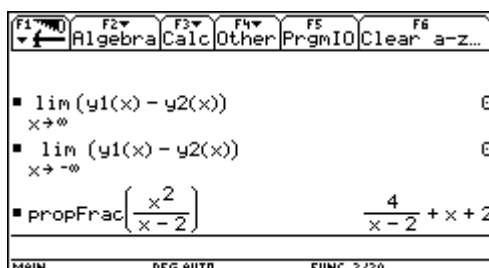 F1 F2 F3 F4 F5 F6
Algebra Calc Other PrgmIO Clear a-z…
▪ lim (y1(x) − y2(x)) 0
x→∞
▪ lim (y1(x) − y2(x)) 0
x→-∞
▪ propFrac(x²/(x − 2)) 4/(x − 2) + x + 2
MAIN DEG AUTO FUNC 3/30